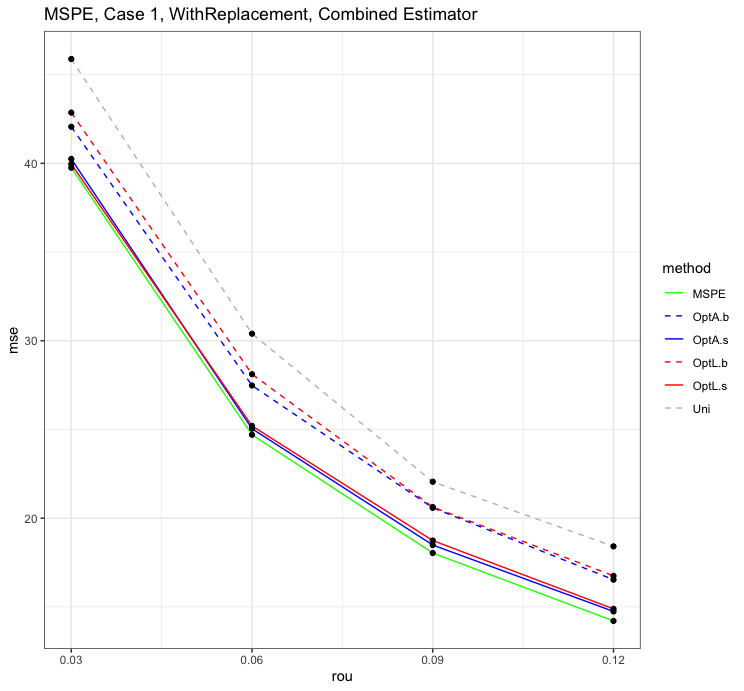 MSPE, Case 1, WithReplacement, Combined Estimator
mse
40
30
20
0.03
0.06
0.09
0.12
rou
method
MSPE
OptA.b
OptA.s
OptL.b
OptL.s
Uni